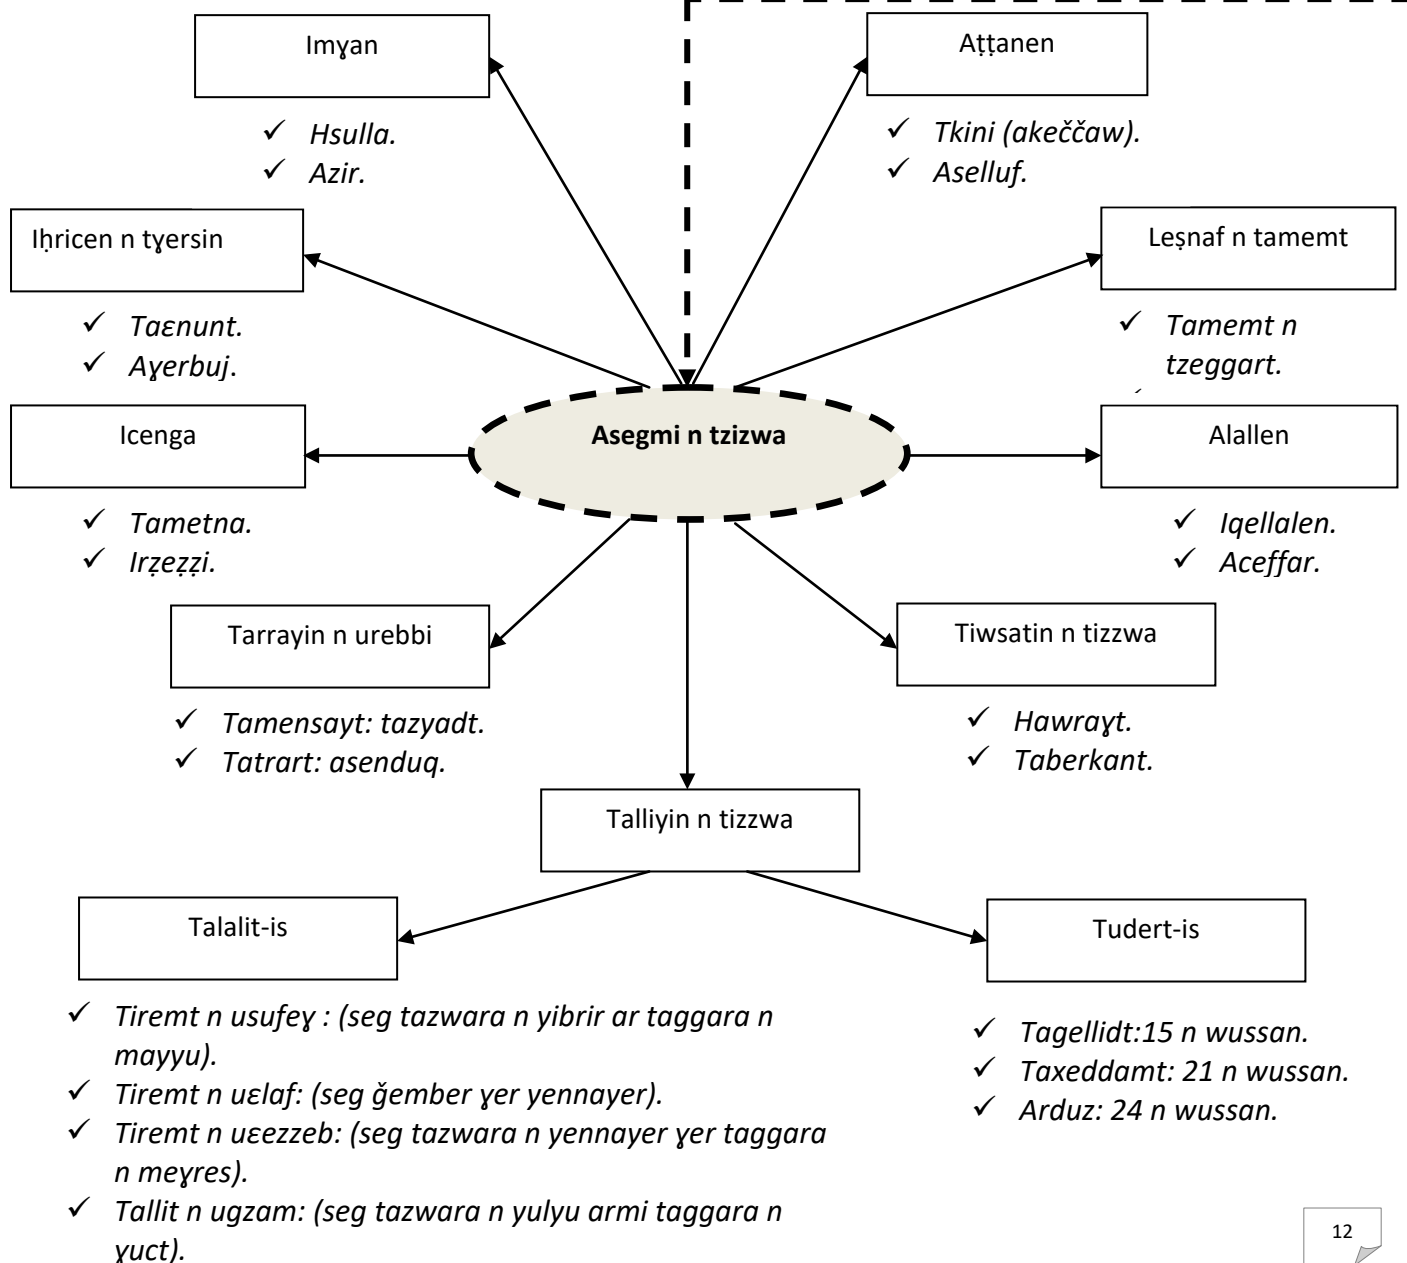 Imɣan
Aṭṭanen
✓ Hsulla.
✓ Azir.
✓ Tkini (akeččaw).
✓ Aselluf.
Iḥricen n tɣersin
Leṣnaf n tamemt
✓ Taɛnunt.
✓ Aɣerbuj.
✓ Tamemt n
tzeggart.
Icenga
Asegmi n tzizwa
Alallen
✓ Tametna.
✓ Irẓeẓẓi.
✓ Iqellalen.
✓ Aceffar.
Tarrayin n urebbi
Tiwsatin n tizzwa
✓ Tamensayt: tazyadt.
✓ Tatrart: asenduq.
✓ Hawraɣt.
✓ Taberkant.
Talliyin n tizzwa
Talalit-is
Tudert-is
✓ Tiremt n usufeɣ : (seg tazwara n yibrir ar taggara n
mayyu).
✓ Tiremt n uɛlaf: (seg ğember ɣer yennayer).
✓ Tiremt n uɛezzeb: (seg tazwara n yennayer ɣer taggara
n meɣres).
✓ Tallit n ugzam: (seg tazwara n yulyu armi taggara n
ɣuct).
✓ Tagellidt:15 n wussan.
✓ Taxeddamt: 21 n wussan.
✓ Arduz: 24 n wussan.
12